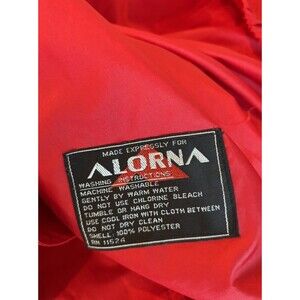 MADE EXPRESSLY FOR
ALORNA
WASHING INSTRUCTIONS
MACHINE WASHABLE
GENTLY BY WARM WATER
DO NOT USE CHLORINE BLEACH
TUMBLE OR HANG DRY
USE COOL IRON WITH CLOTH BETWEEN
DO NOT DRY CLEAN
SHELL: 100% POLYESTER
RN 11524